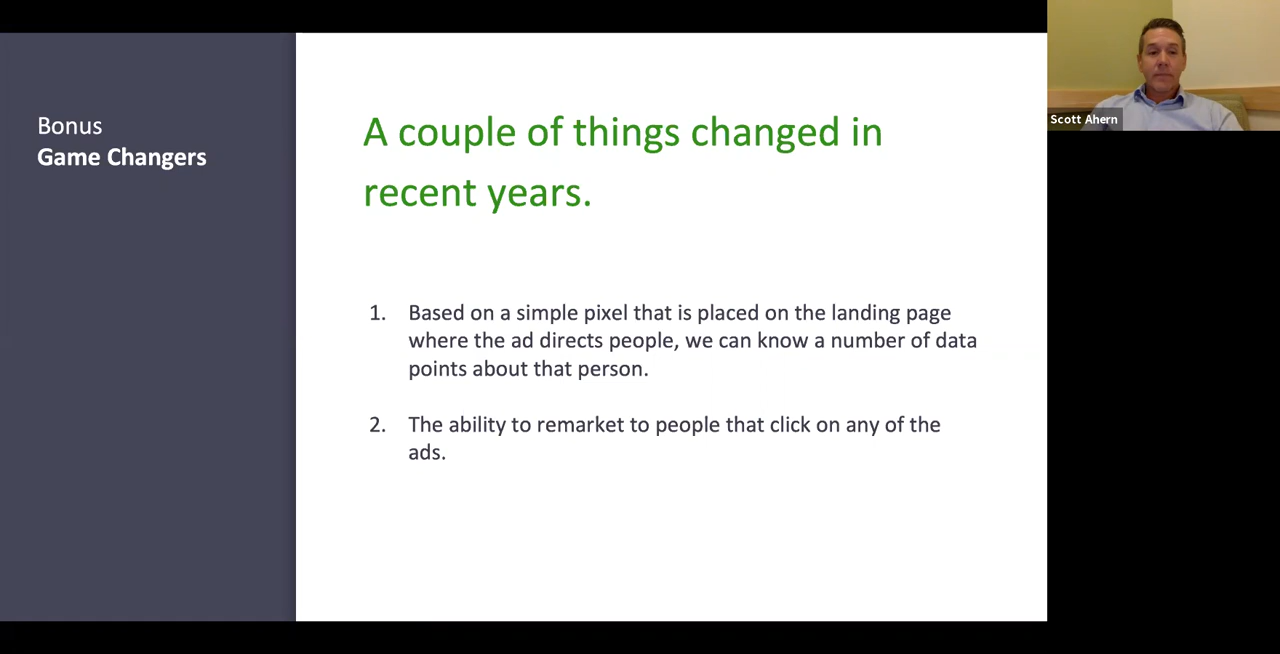 Bonus
Game Changers
A couple of things changed in
recent years.
1. Based on a simple pixel that is placed on the landing page
where the ad directs people, we can know a number of data
points about that person.
2. The ability to remarket to people that click on any of the
ads.
Scott Ahern